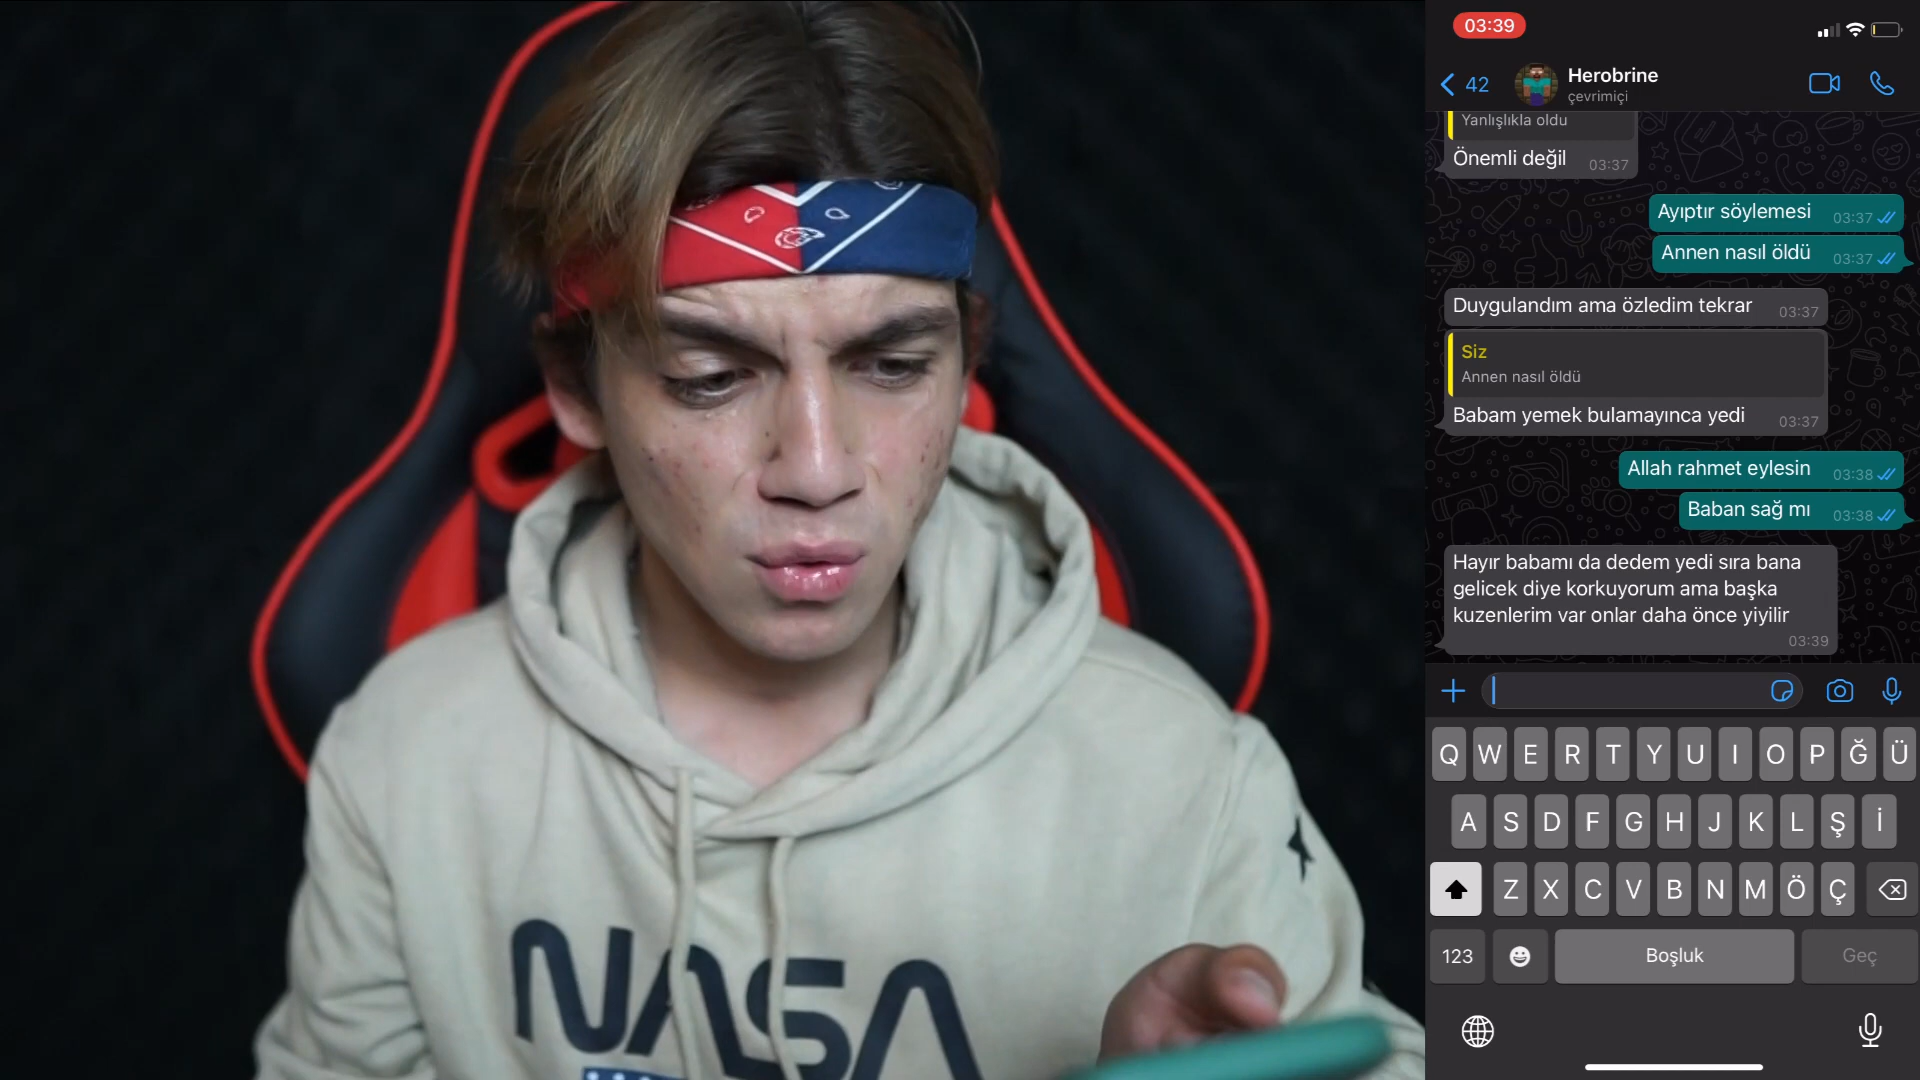 NASA
03:39
42
Herobrine
çevrimiçi
Yanlışlıkla oldu
Önemli değil 03:37
Ayıptır söylemesi 03:37
Annen nasıl öldü 03:37
Duygulandım ama özledim tekrar 03:37
Siz
Annen nasıl öldü
Babam yemek bulamayınca yedi 03:37
Allah rahmet eylesin 03:38
Baban sağ mı 03:38
Hayır babamı da dedem yedi sıra bana
gelicek diye korkuyorum ama başka
kuzenlerim var onlar daha önce yiyilir
03:39
Q W E R T Y U I O P Ğ Ü
A S D F G H J K L Ş İ
Z X C V B N M Ö Ç
123 Boşluk Geç